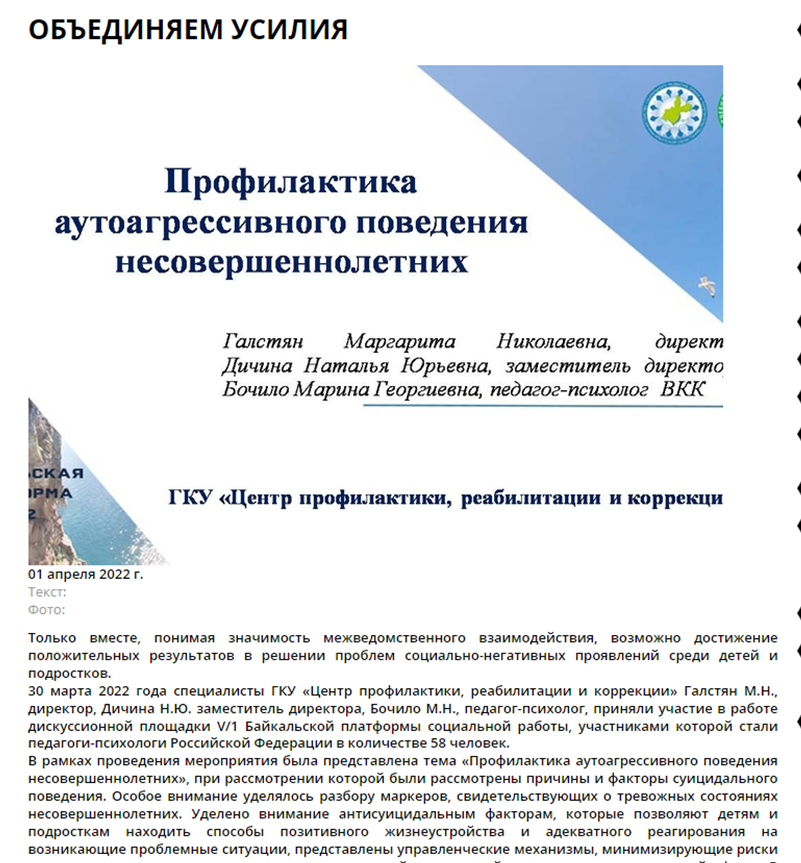 ОБЪЕДИНЯЕМ УСИЛИЯ
Профилактика
аутоагрессивного поведения
несовершеннолетних
Галстян Маргарита Николаевна, директ
Дичина Наталья Юрьевна, заместитель директо
Бочило Марина Георгиевна, педагог-психолог ВКК
СКАЯ
ОРМА
2
ГКУ «Центр профилактики, реабилитации и коррекци
01 апреля 2022 г.
Текст:
Фото:
Только вместе, понимая значимость межведомственного взаимодействия, возможно достижение
положительных результатов в решении проблем социально-негативных проявлений среди детей и
подростков.
30 марта 2022 года специалисты ГКУ «Центр профилактики, реабилитации и коррекции» Галстян М.Н.,
директор, Дичина Н.Ю. заместитель директора, Бочило М.Н., педагог-психолог, приняли участие в работе
дискуссионной площадки V/1 Байкальской платформы социальной работы, участниками которой стали
педагоги-психологи Российской Федерации в количестве 58 человек.
В рамках проведения мероприятия была представлена тема «Профилактика аутоагрессивного поведения
несовершеннолетних», при рассмотрении которой были рассмотрены причины и факторы суицидального
поведения. Особое внимание уделялось разбору маркеров, свидетельствующих о тревожных состояниях
несовершеннолетних. Уделено внимание антисуицидальным факторам, которые позволяют детям и
подросткам находить способы позитивного жизнеустройства и адекватного реагирования на
возникающие проблемные ситуации, представлены управленческие механизмы, минимизирующие риски